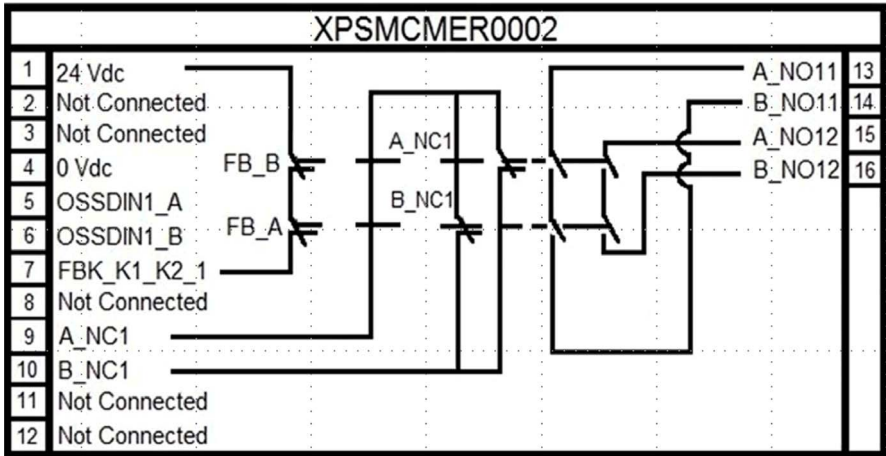 XPSMCMER0002
1 24 Vdc
2 Not Connected
3 Not Connected
4 0 Vdc
5 OSSDIN1_A
6 OSSDIN1_B
7 FBK_K1_K2_1
8 Not Connected
9 A_NC1
10 B_NC1
11 Not Connected
12 Not Connected
FB_B
FB_A
A_NC1
B_NC1
A_NO11 13
B_NO11 14
A_NO12 15
B_NO12 16